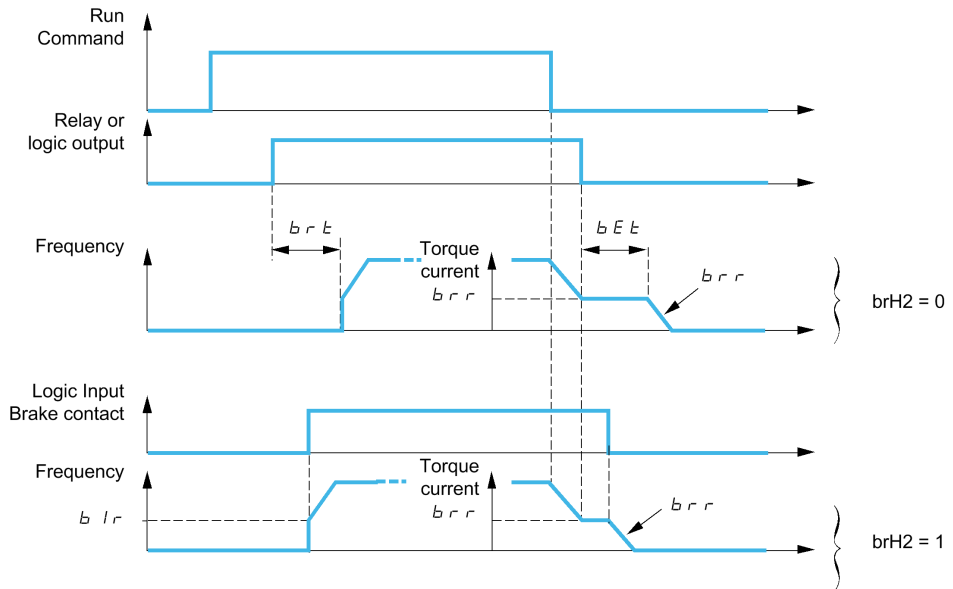 Run
Command
Relay or
logic output
brt
bEt
Frequency
Torque
current
brr
brr
brH2 = 0
Logic Input
Brake contact
Frequency
Torque
current
bIr
brr
brr
brH2 = 1